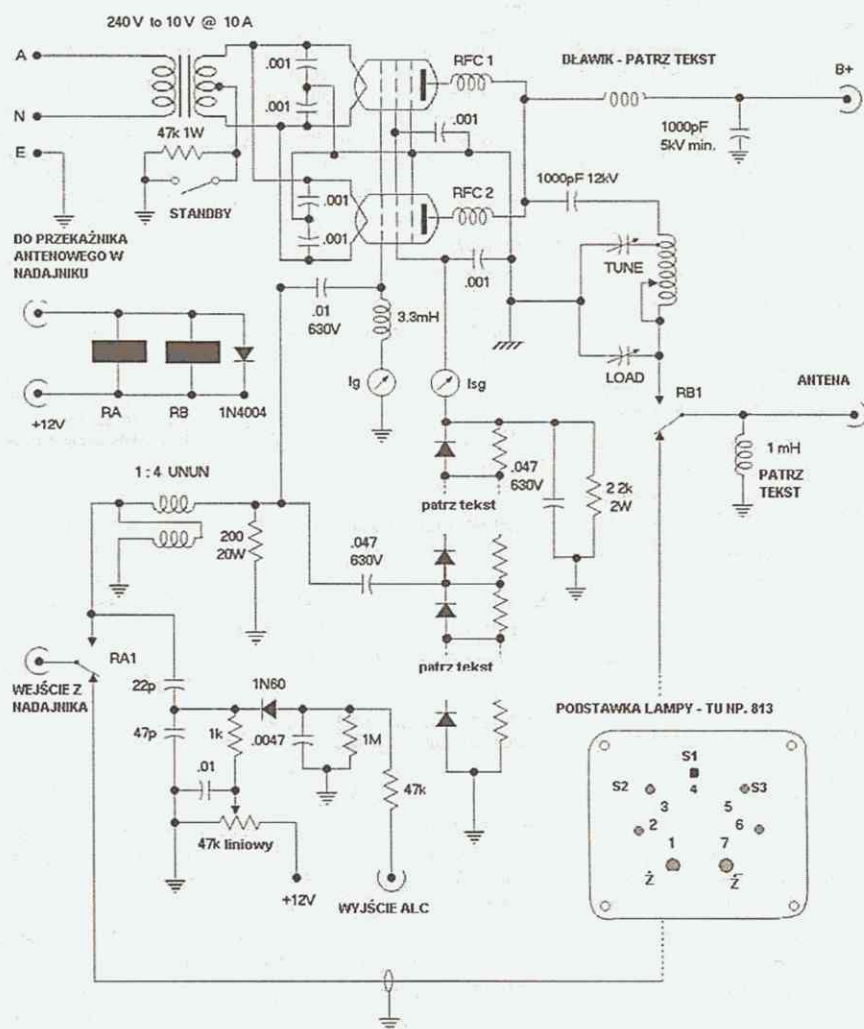 240 V to 10 V @ 10 A
A
N
E
47k 1W
STANDBY
.001
.001
.001
.001
.001
.001
RFC 1
RFC 2
DŁAWIK - PATRZ TEKST
B+
1000pF
5kV min.
1000pF 12kV
TUNE
LOAD
DO PRZEKAŹNIKA
ANTENOWEGO W
NADAJNIKU
+12V
RA
RB
1N4004
.01
630V
3.3mH
Ig
Isg
RB1
ANTENA
1 mH
PATRZ
TEKST
1 : 4 UNUN
200
20W
.047
630V
patrz tekst
.047
630V
2.2k
2W
patrz tekst
RA1
WEJŚCIE Z
NADAJNIKA
22p
47p
1N60
1k
.0047
1M
.01
47k liniowy
+12V
47k
WYJŚCIE ALC
PODSTAWKA LAMPY - TU NP. 813
S1
S2
S3
4
3
5
2
6
1
7
Ż
Ż